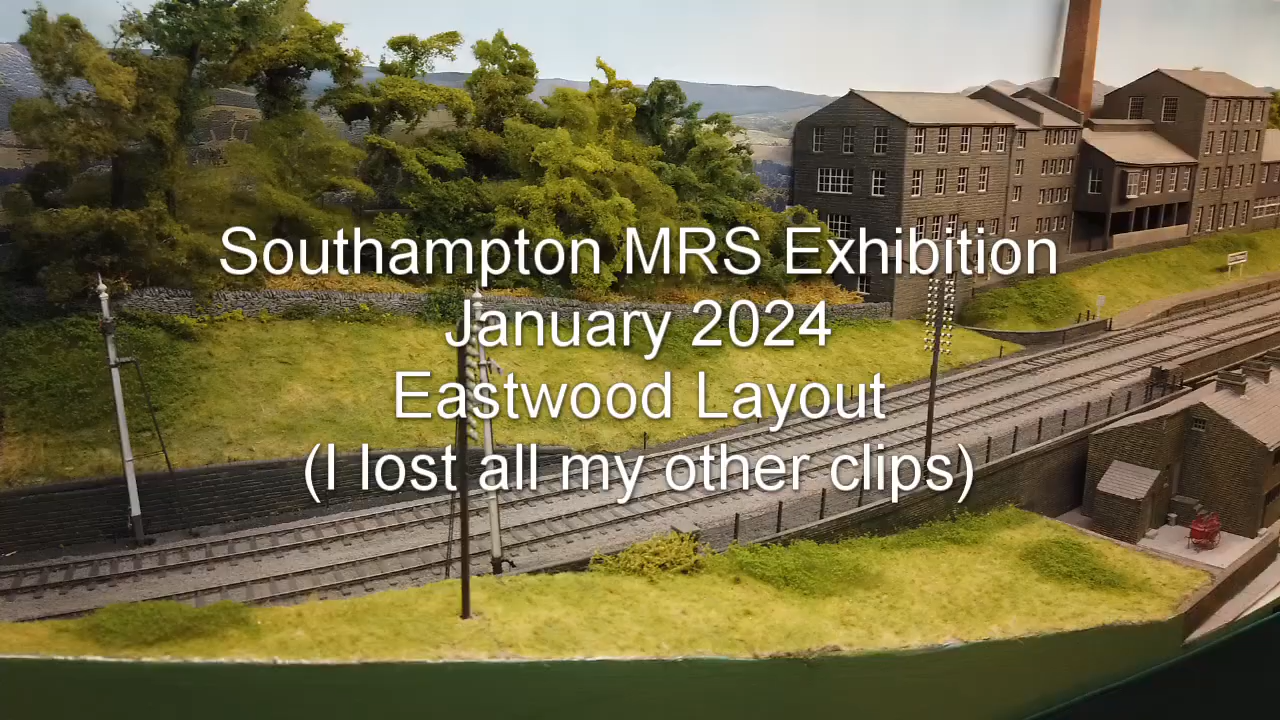 Southampton MRS Exhibition
January 2024
Eastwood Layout
(I lost all my other clips)